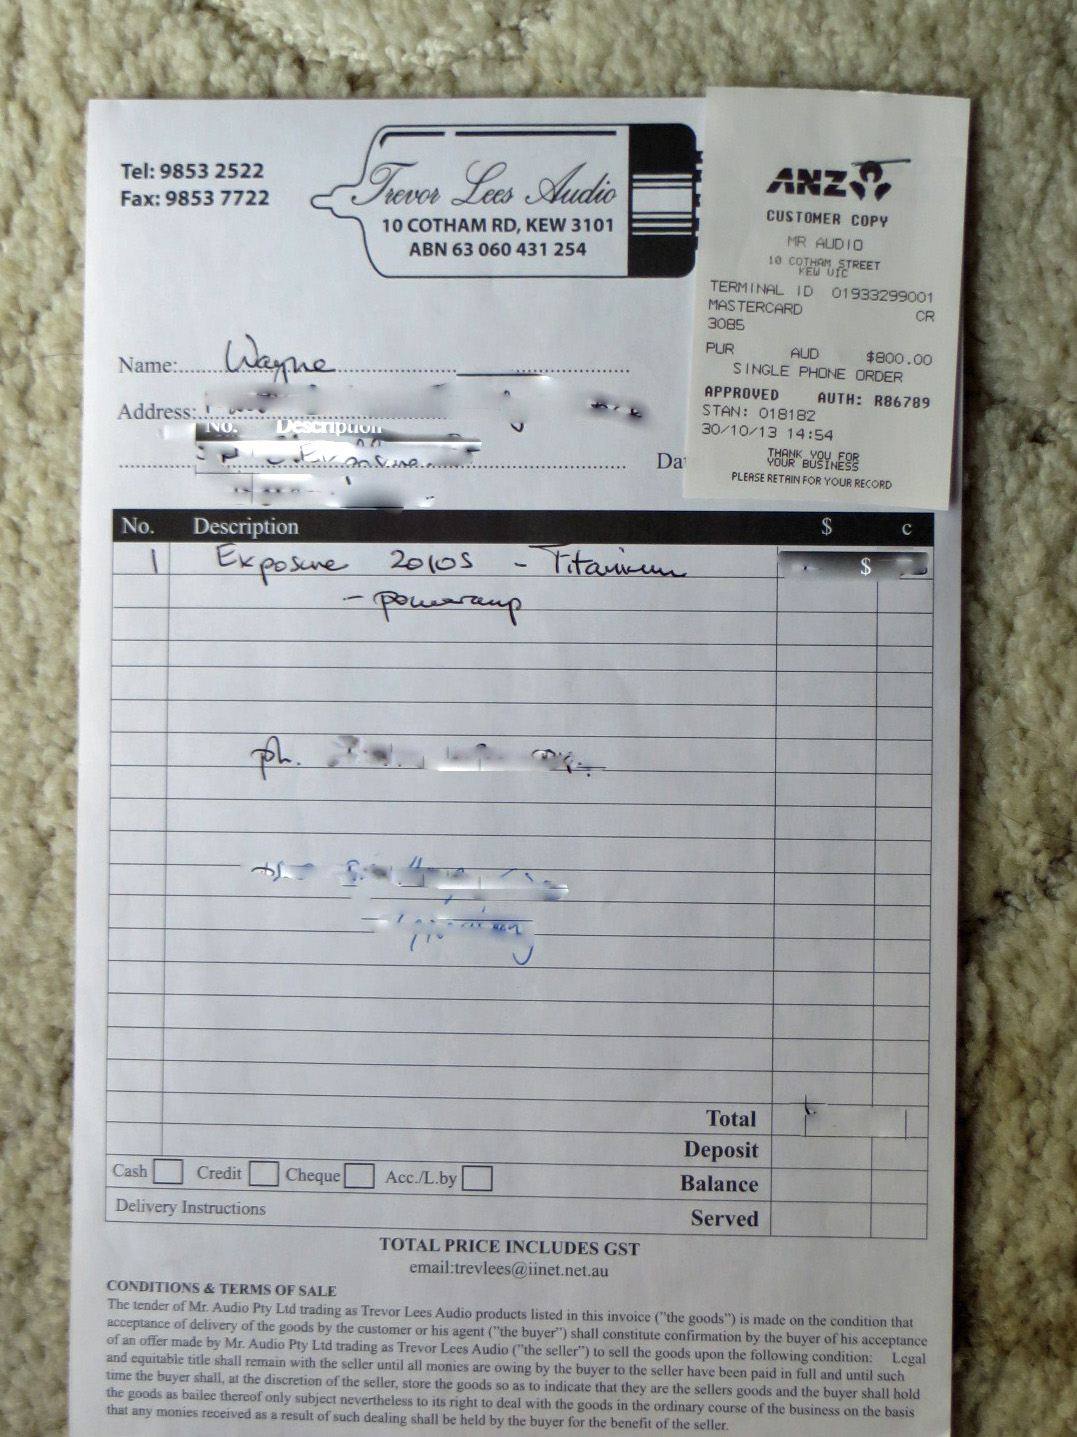 Tel: 9853 2522
Fax: 9853 7722
Trevor Lees Audio
10 COTHAM RD, KEW 3101
ABN 63 060 431 254
ANZ
CUSTOMER COPY
MR AUDIO
10 COTHAM STREET
KEW VIC
TERMINAL ID 01933299001
MASTERCARD CR
3085
PUR AUD $800.00
SINGLE PHONE ORDER
APPROVED AUTH: R86789
STAN: 018182
30/10/13 14:54
THANK YOU FOR
YOUR BUSINESS
PLEASE RETAIN FOR YOUR RECORD
Name: Wayne
Address:
No. Description
Exposure
Da
No. Description $ c
1 Exposure 2010S - Titanium $
- poweramp
ph.
Total
Deposit
Cash Credit Cheque Acc./L.by Balance
Delivery Instructions Served
TOTAL PRICE INCLUDES GST
email:trevlees@iinet.net.au
CONDITIONS & TERMS OF SALE
The tender of Mr. Audio Pty Ltd trading as Trevor Lees Audio products listed in this invoice ("the goods") is made on the condition that
acceptance of delivery of the goods by the customer or his agent ("the buyer") shall constitute confirmation by the buyer of his acceptance
of an offer made by Mr. Audio Pty Ltd trading as Trevor Lees Audio ("the seller") to sell the goods upon the following condition: Legal
and equitable title shall remain with the seller until all monies are owing by the buyer to the seller have been paid in full and until such
time the buyer shall, at the discretion of the seller, store the goods so as to indicate that they are the sellers goods and the buyer shall hold
the goods as bailee thereof only subject nevertheless to its right to deal with the goods in the ordinary course of the business on the basis
that any monies received as a result of such dealing shall be held by the buyer for the benefit of the seller.